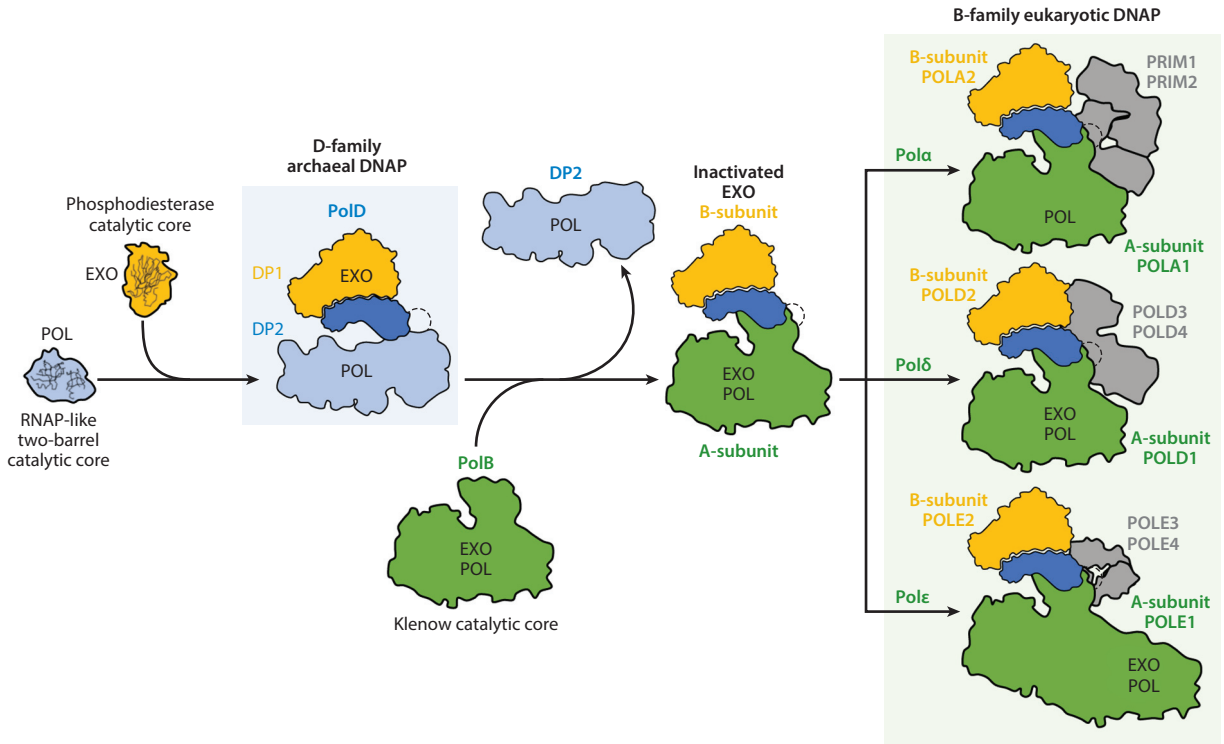 B-family eukaryotic DNAP
Phosphodiesterase
catalytic core
EXO
POL
RNAP-like
two-barrel
catalytic core
D-family
archaeal DNAP
PolD
DP1
EXO
DP2
POL
DP2
POL
PolB
EXO
POL
Klenow catalytic core
Inactivated
EXO
B-subunit
EXO
POL
A-subunit
Polα
B-subunit
POLA2
PRIM1
PRIM2
POL
A-subunit
POLA1
Polδ
B-subunit
POLD2
POLD3
POLD4
EXO
POL
A-subunit
POLD1
Polε
B-subunit
POLE2
POLE3
POLE4
A-subunit
POLE1
EXO
POL